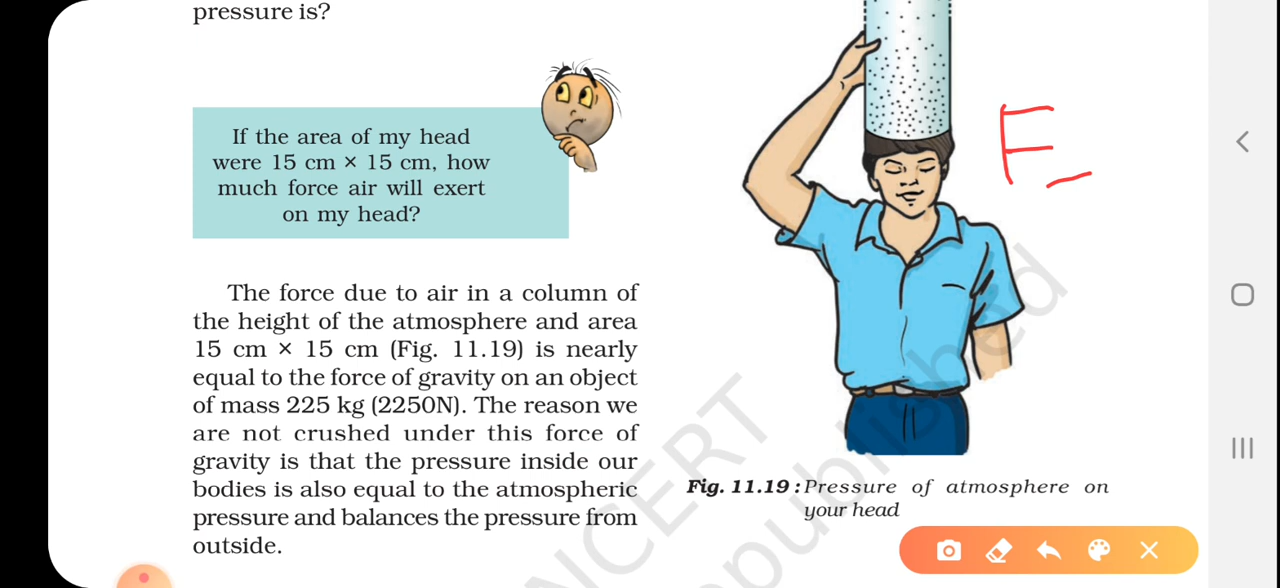 pressure is?
If the area of my head
were 15 cm × 15 cm, how
much force air will exert
on my head?
The force due to air in a column of
the height of the atmosphere and area
15 cm × 15 cm (Fig. 11.19) is nearly
equal to the force of gravity on an object
of mass 225 kg (2250N). The reason we
are not crushed under this force of
gravity is that the pressure inside our
bodies is also equal to the atmospheric
pressure and balances the pressure from
outside.
E
Fig. 11.19 : Pressure of atmosphere on
your head
NCERT
republished